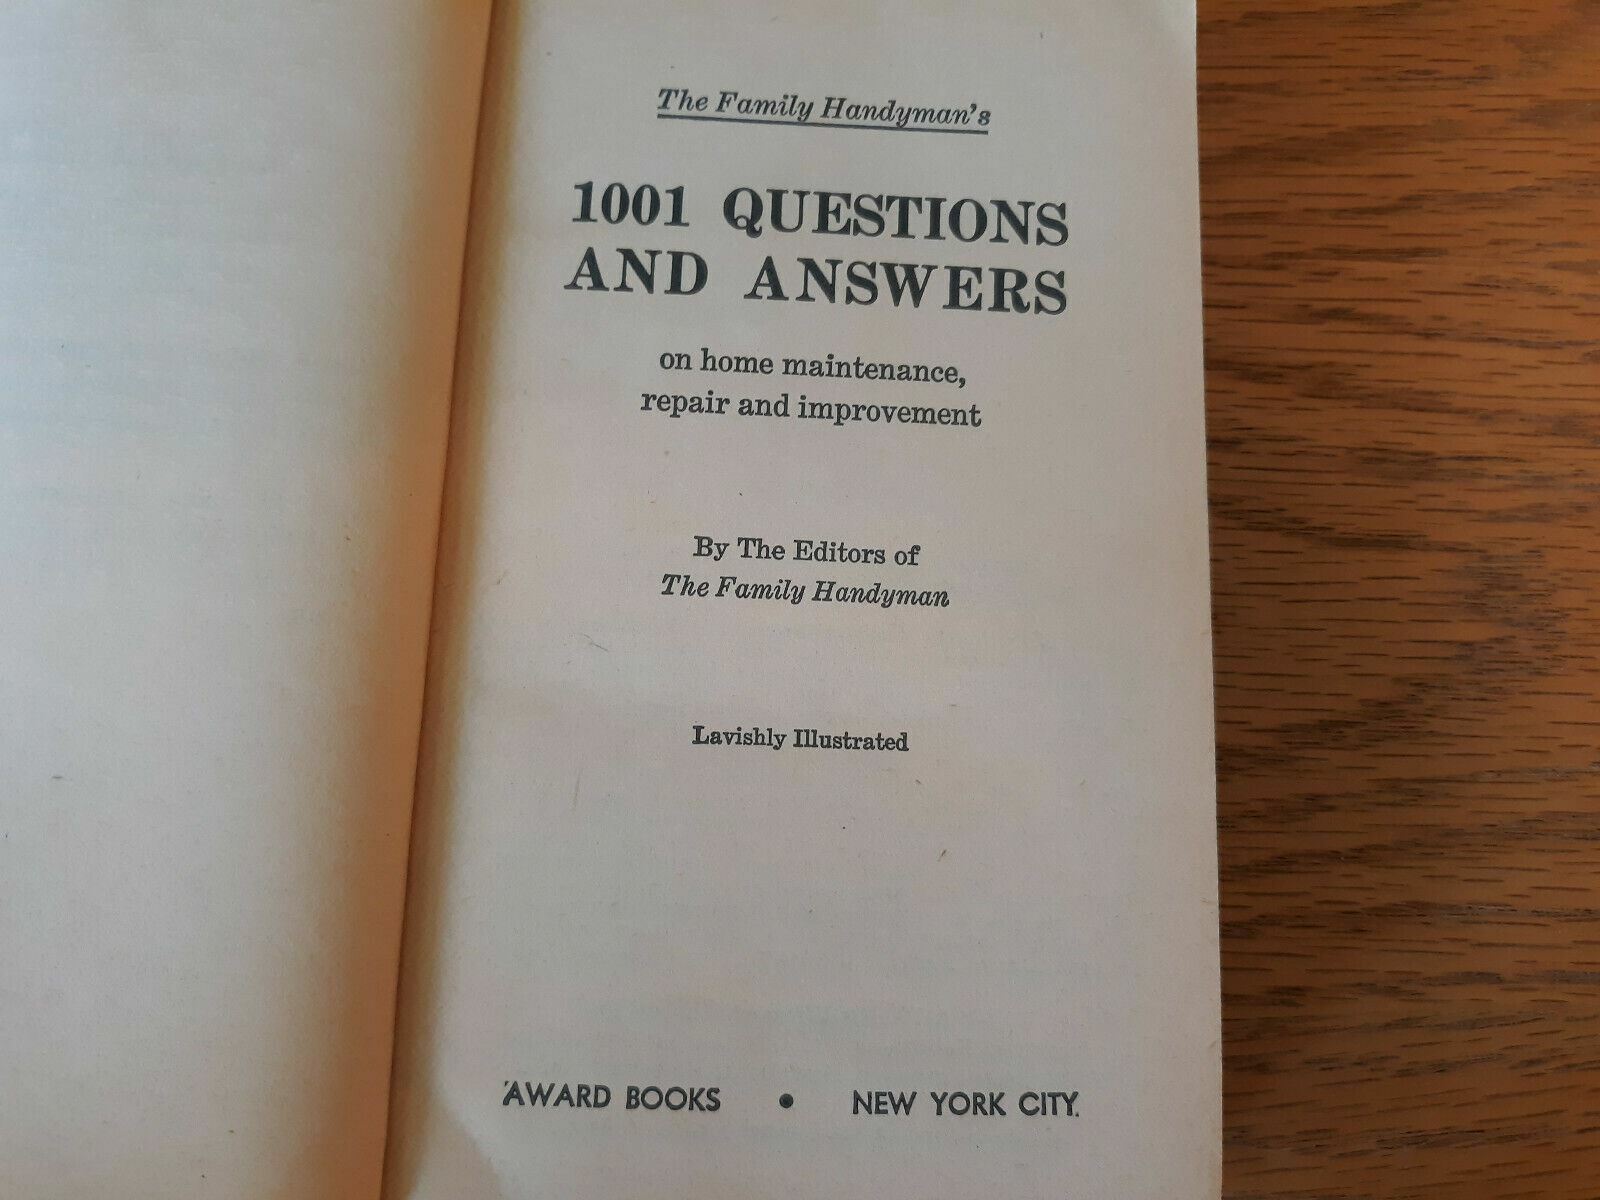 The Family Handyman's
1001 QUESTIONS
AND ANSWERS
on home maintenance,
repair and improvement
By The Editors of
The Family Handyman
Lavishly Illustrated
AWARD BOOKS • NEW YORK CITY.